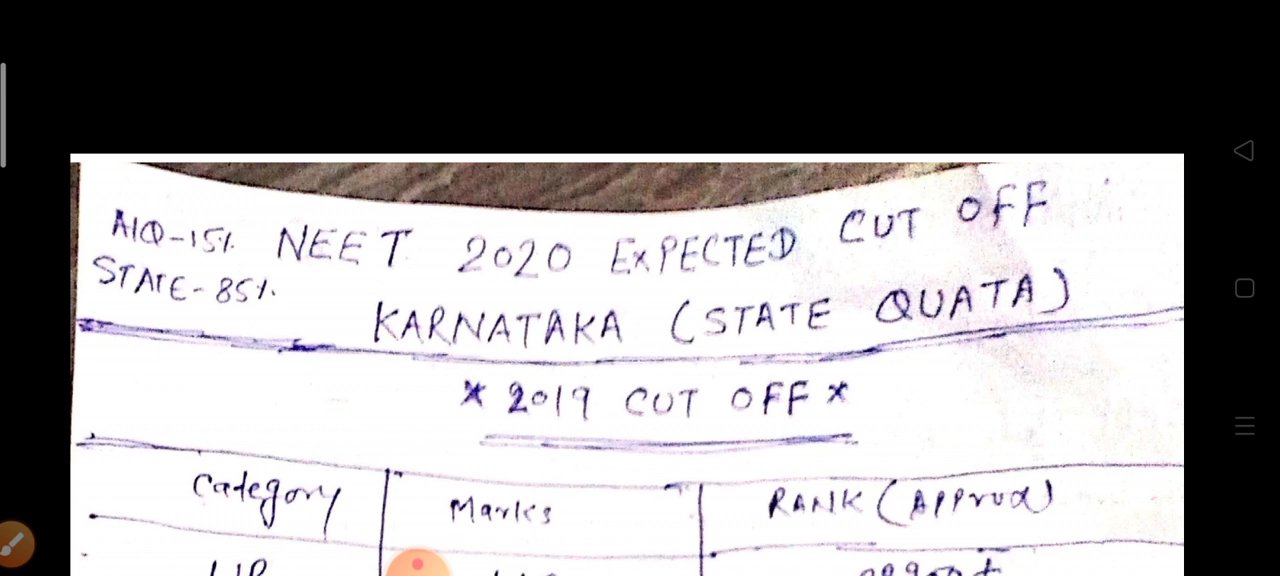 AIQ-15% NEET 2020 EXPECTED CUT OFF
STATE-85%
KARNATAKA (STATE QUATA)
* 2019 CUT OFF *
Category Marks RANK (APPROX)